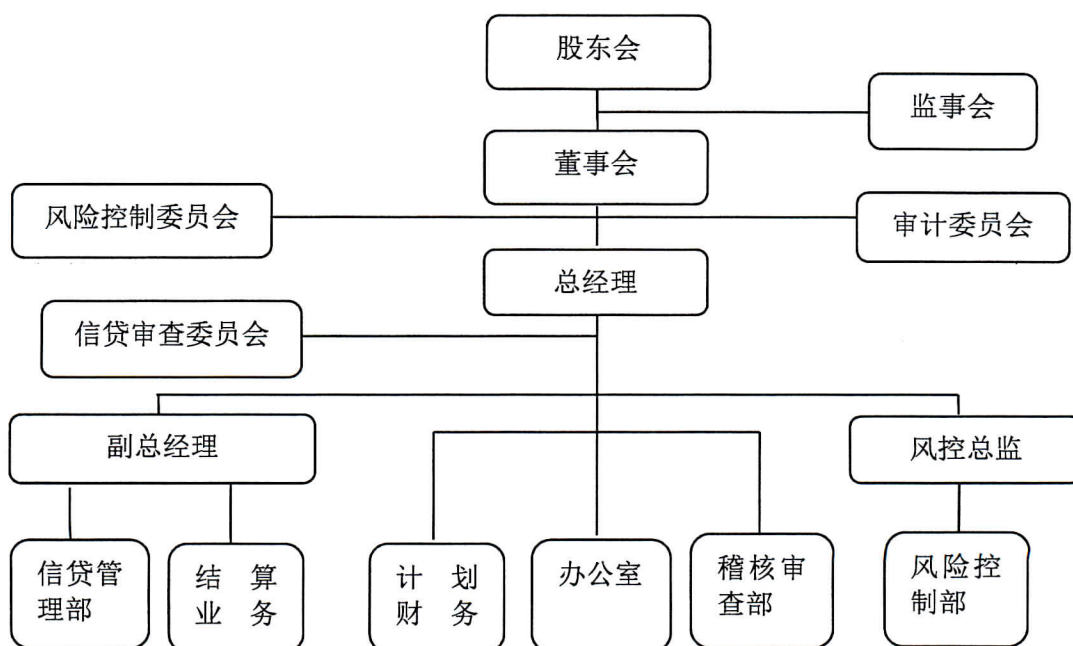 股东会
监事会
董事会
风险控制委员会
审计委员会
总经理
信贷审查委员会
副总经理
风控总监
信贷管
理部
结 算
业 务
计 划
财 务
办公室
稽核审
查部
风险控
制部